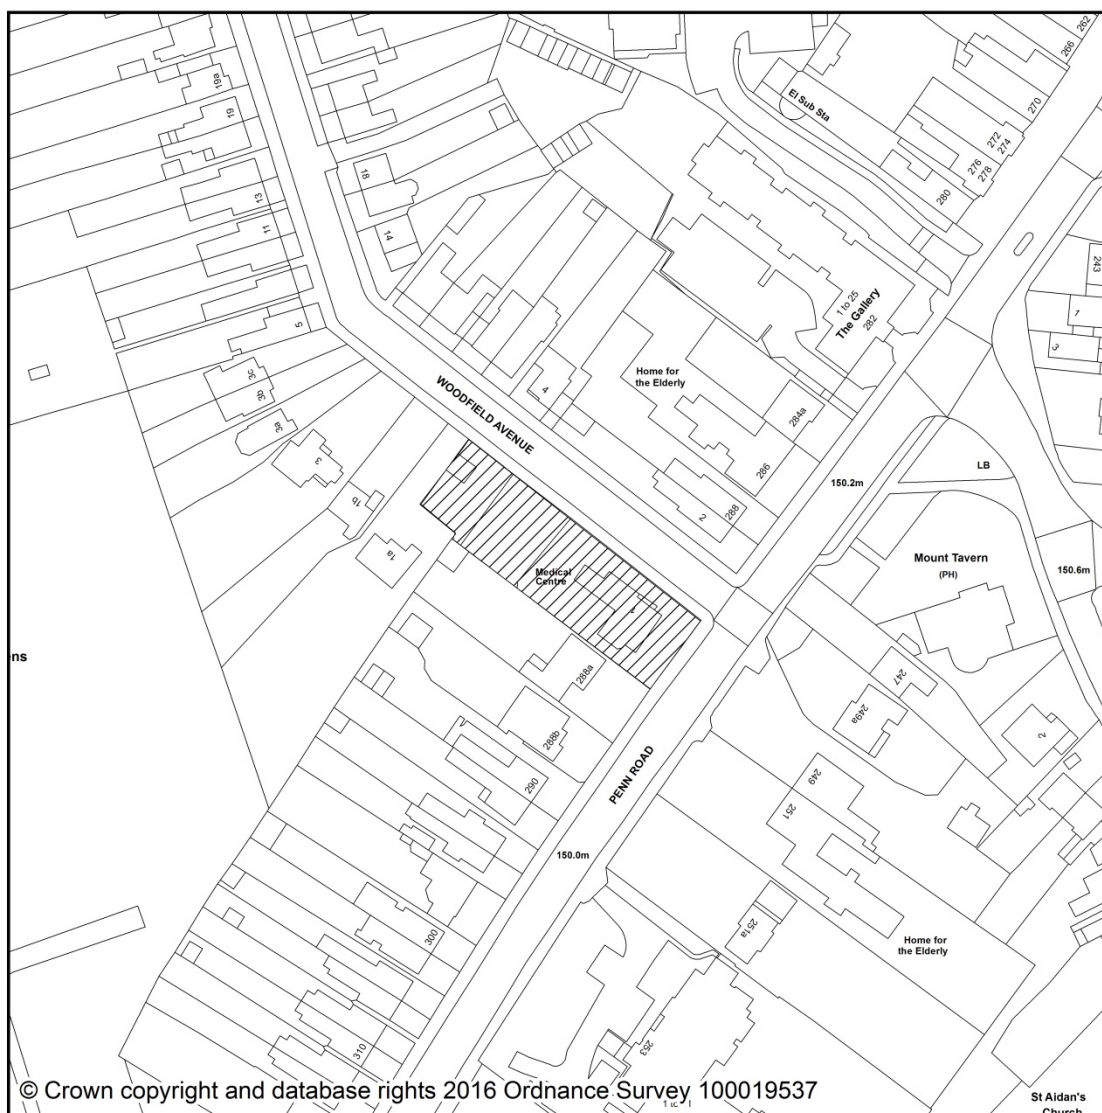 262
266
270
272
274
276
278
280
El Sub Sta
19a
19
18
13
11
14
243
1
3
1 to 25
The Gallery
282
5
3c
3b
3a
3
Home for
the Elderly
4
WOODFIELD AVENUE
284a
286
288
2
150.2m
LB
1b
1a
Mount Tavern
(PH)
150.6m
Medical
Centre
1
ens
288a
288b
247
249a
2
290
PENN ROAD
249
251
150.0m
300
251a
Home for
the Elderly
310
253
© Crown copyright and database rights 2016 Ordnance Survey 100019537
St Aidan's
Church